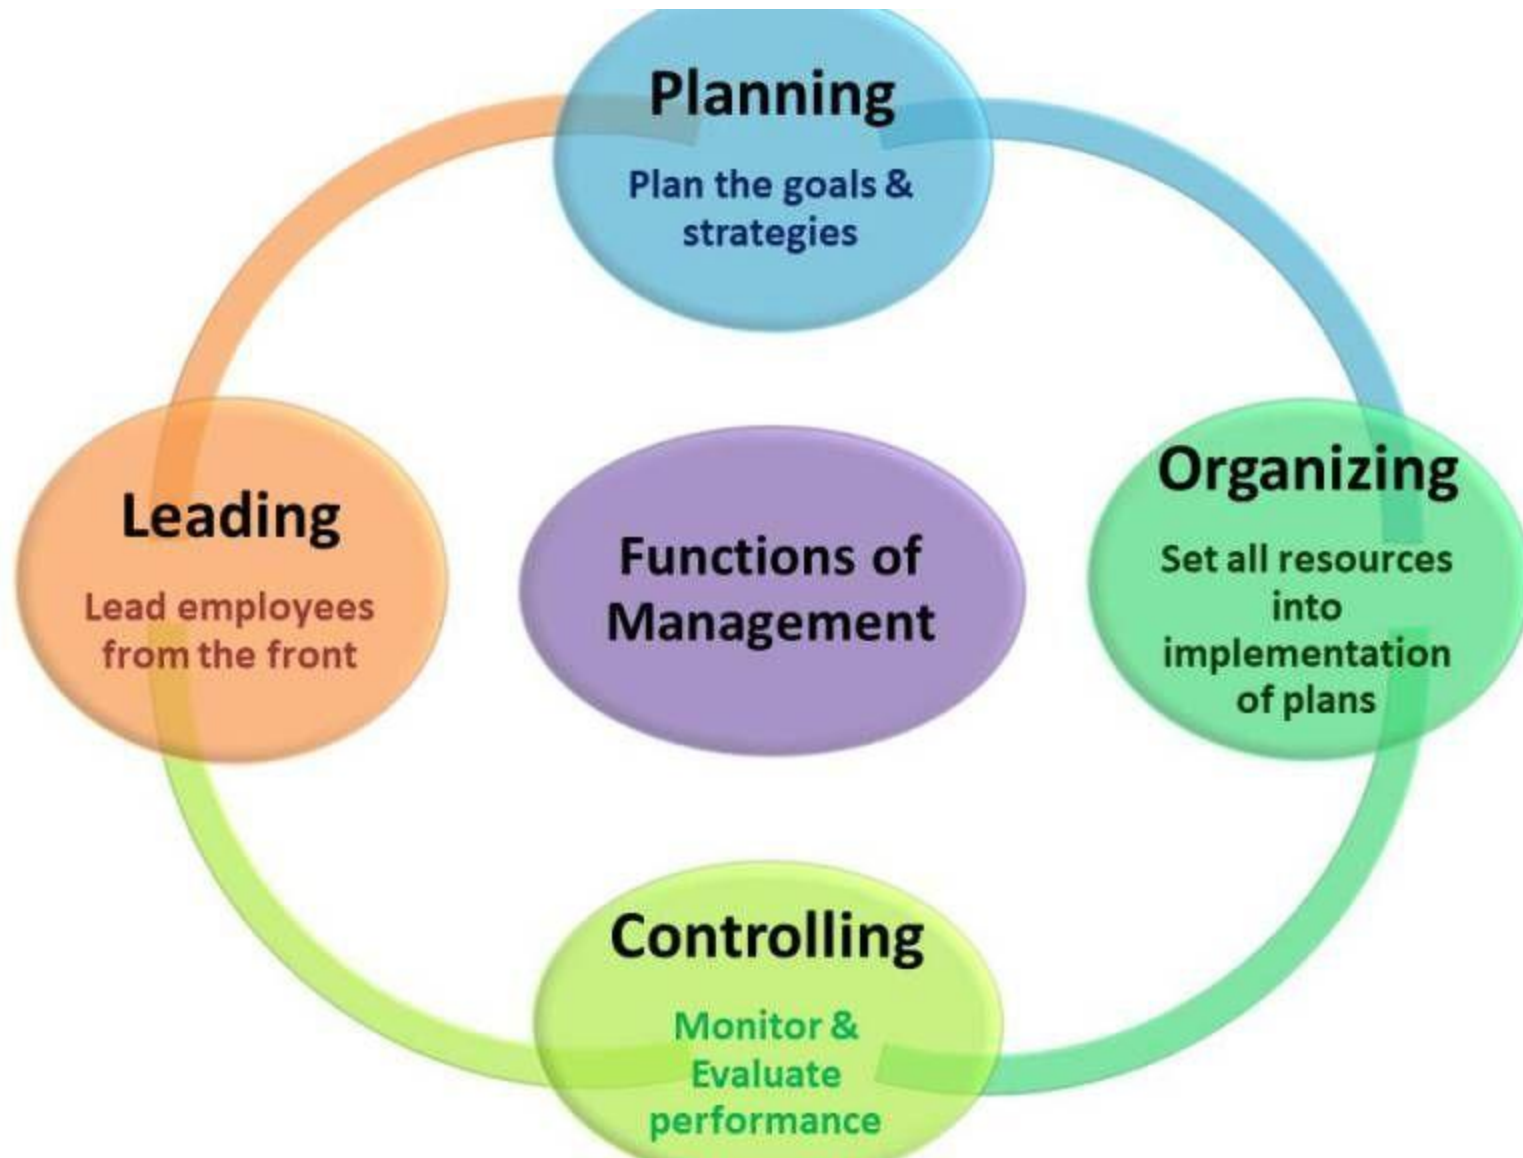 Planning
Plan the goals &
strategies
Leading
Lead employees
from the front
Functions of
Management
Organizing
Set all resources
into
implementation
of plans
Controlling
Monitor &
Evaluate
performance